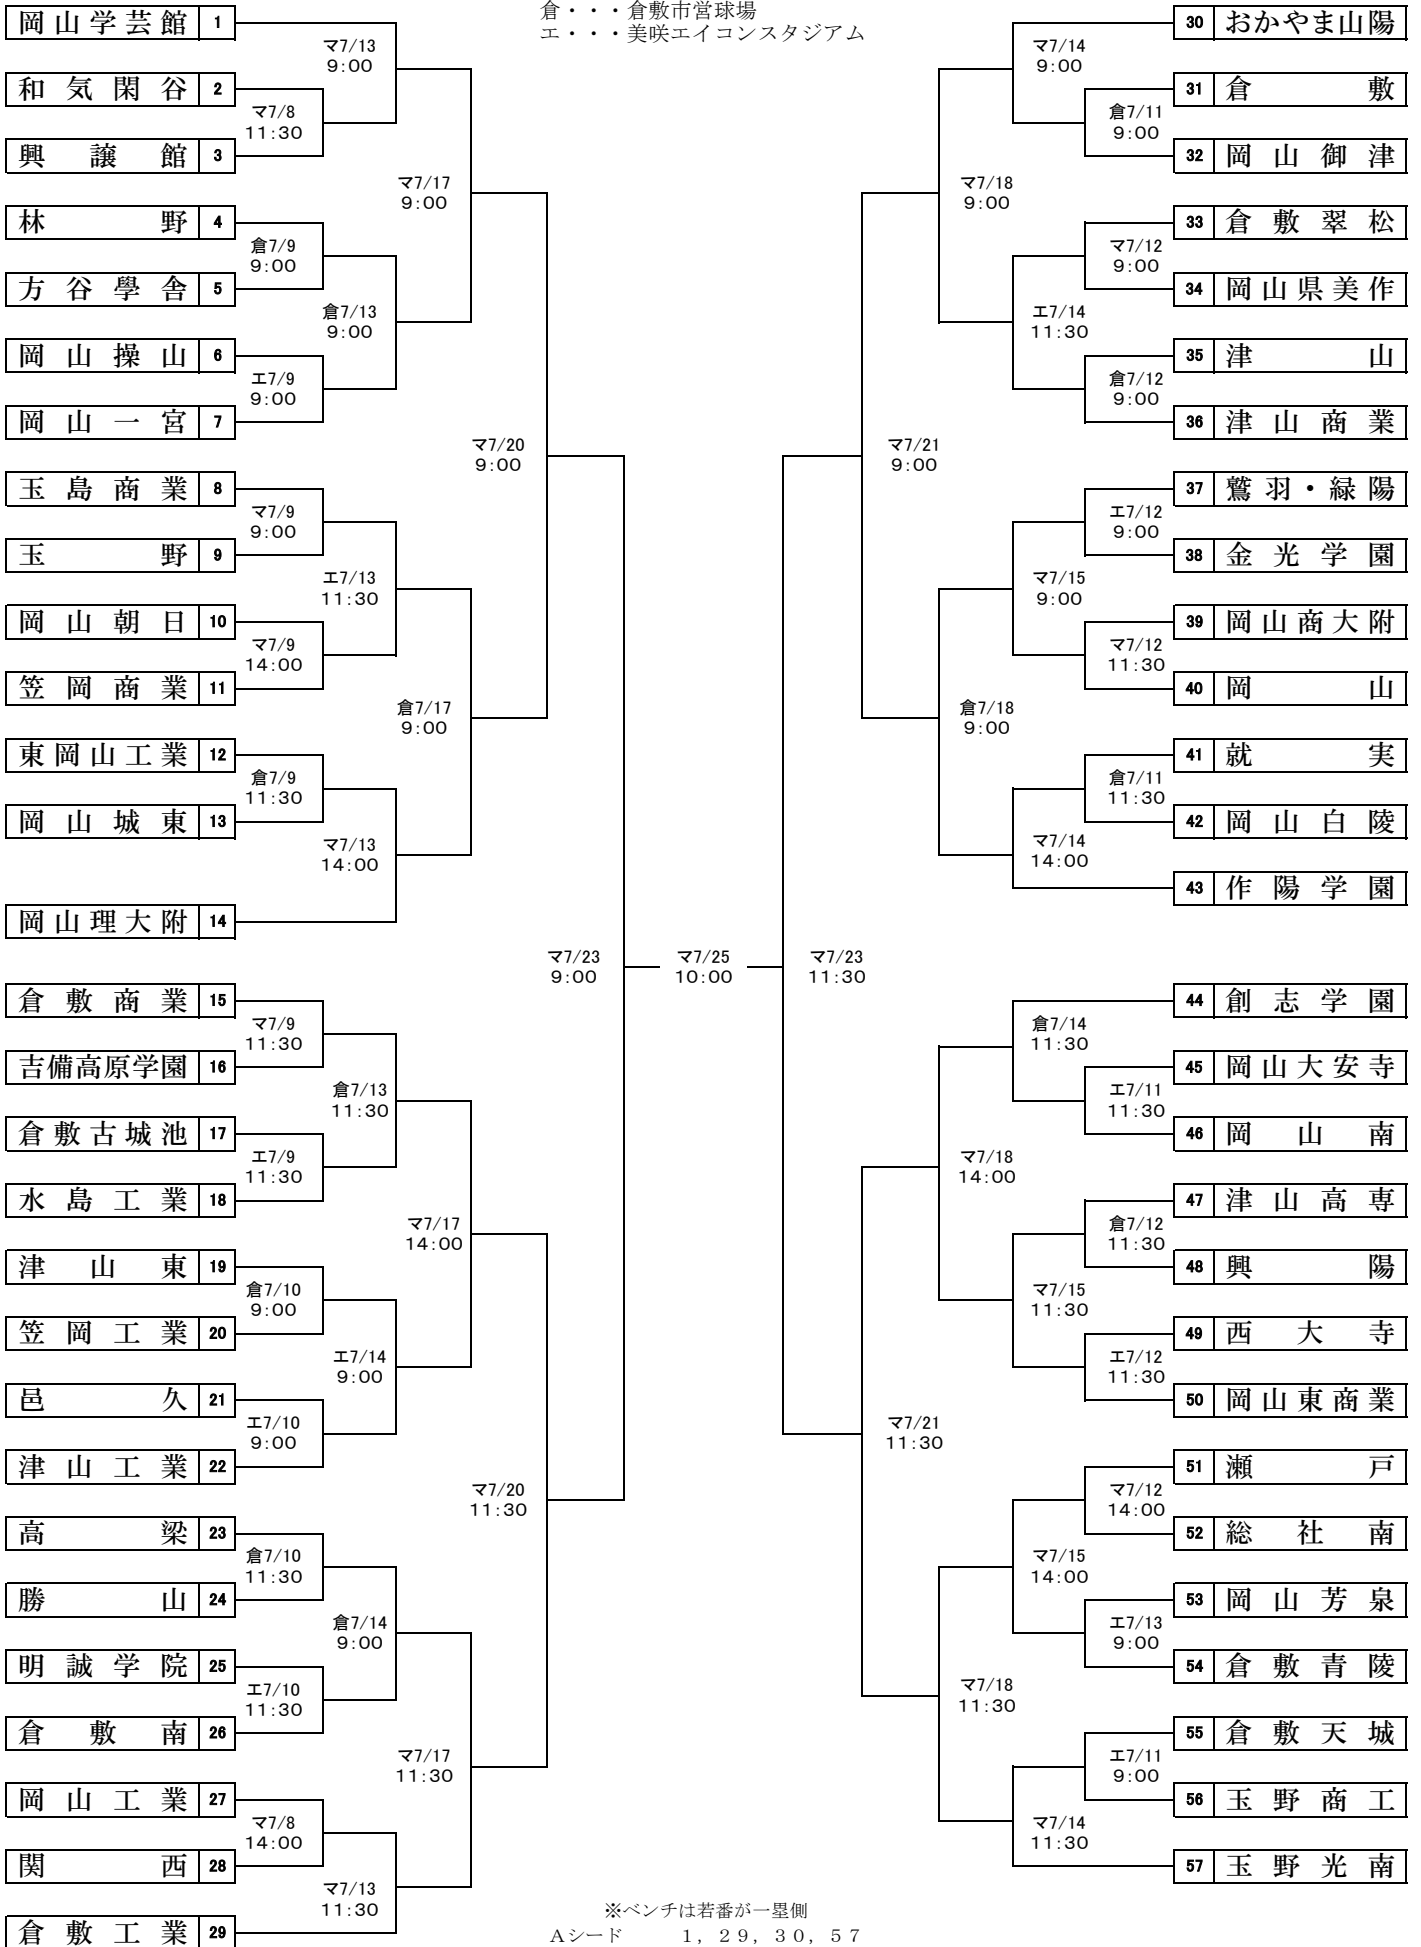 倉・・・倉敷市営球場
エ・・・美咲エイコンスタジアム
岡山学芸館 1
マ7/13
9:00
和気閑谷 2
マ7/8
11:30
興譲館 3
マ7/17
9:00
林野 4
倉7/9
9:00
方谷學舎 5
倉7/13
9:00
岡山操山 6
エ7/9
9:00
岡山一宮 7
マ7/20
9:00
玉島商業 8
マ7/9
9:00
玉野 9
エ7/13
11:30
岡山朝日 10
マ7/9
14:00
笠岡商業 11
倉7/17
9:00
東岡山工業 12
倉7/9
11:30
岡山城東 13
マ7/13
14:00
岡山理大附 14
マ7/23
9:00
倉敷商業 15
マ7/9
11:30
吉備高原学園 16
倉7/13
11:30
倉敷古城池 17
エ7/9
11:30
水島工業 18
マ7/17
14:00
津山東 19
倉7/10
9:00
笠岡工業 20
エ7/14
9:00
邑久 21
エ7/10
9:00
津山工業 22
マ7/20
11:30
高梁 23
倉7/10
11:30
勝山 24
倉7/14
9:00
明誠学院 25
エ7/10
11:30
倉敷南 26
マ7/17
11:30
岡山工業 27
マ7/8
14:00
関西 28
マ7/13
11:30
倉敷工業 29
マ7/25
10:00
30 おかやま山陽
マ7/14
9:00
31 倉敷
倉7/11
9:00
32 岡山御津
マ7/18
9:00
33 倉敷翠松
マ7/12
9:00
34 岡山県美作
エ7/14
11:30
35 津山
倉7/12
9:00
36 津山商業
マ7/21
9:00
37 鷲羽・緑陽
エ7/12
9:00
38 金光学園
マ7/15
9:00
39 岡山商大附
マ7/12
11:30
40 岡山
倉7/18
9:00
41 就実
倉7/11
11:30
42 岡山白陵
マ7/14
14:00
43 作陽学園
マ7/23
11:30
44 創志学園
倉7/14
11:30
45 岡山大安寺
エ7/11
11:30
46 岡山南
マ7/18
14:00
47 津山高専
倉7/12
11:30
48 興陽
マ7/15
11:30
49 西大寺
エ7/12
11:30
50 岡山東商業
マ7/21
11:30
51 瀬戸
マ7/12
14:00
52 総社南
マ7/15
14:00
53 岡山芳泉
エ7/13
9:00
54 倉敷青陵
マ7/18
11:30
55 倉敷天城
エ7/11
9:00
56 玉野商工
マ7/14
11:30
57 玉野光南
※ベンチは若番が一塁側
Aシード 1, 29, 30, 57